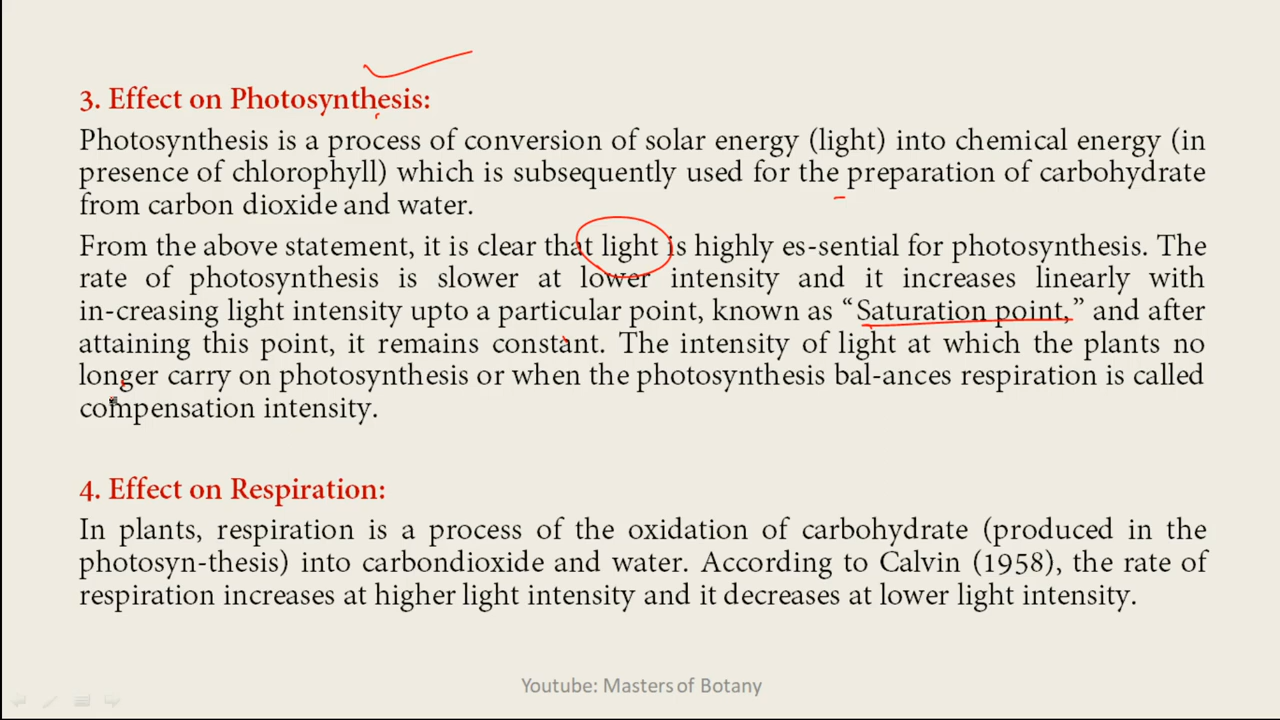 3. Effect on Photosynthesis:
Photosynthesis is a process of conversion of solar energy (light) into chemical energy (in
presence of chlorophyll) which is subsequently used for the preparation of carbohydrate
from carbon dioxide and water.
From the above statement, it is clear that light is highly es-sential for photosynthesis. The
rate of photosynthesis is slower at lower intensity and it increases linearly with
in-creasing light intensity upto a particular point, known as “Saturation point,” and after
attaining this point, it remains constant. The intensity of light at which the plants no
longer carry on photosynthesis or when the photosynthesis bal-ances respiration is called
compensation intensity.
4. Effect on Respiration:
In plants, respiration is a process of the oxidation of carbohydrate (produced in the
photosyn-thesis) into carbondioxide and water. According to Calvin (1958), the rate of
respiration increases at higher light intensity and it decreases at lower light intensity.
Youtube: Masters of Botany